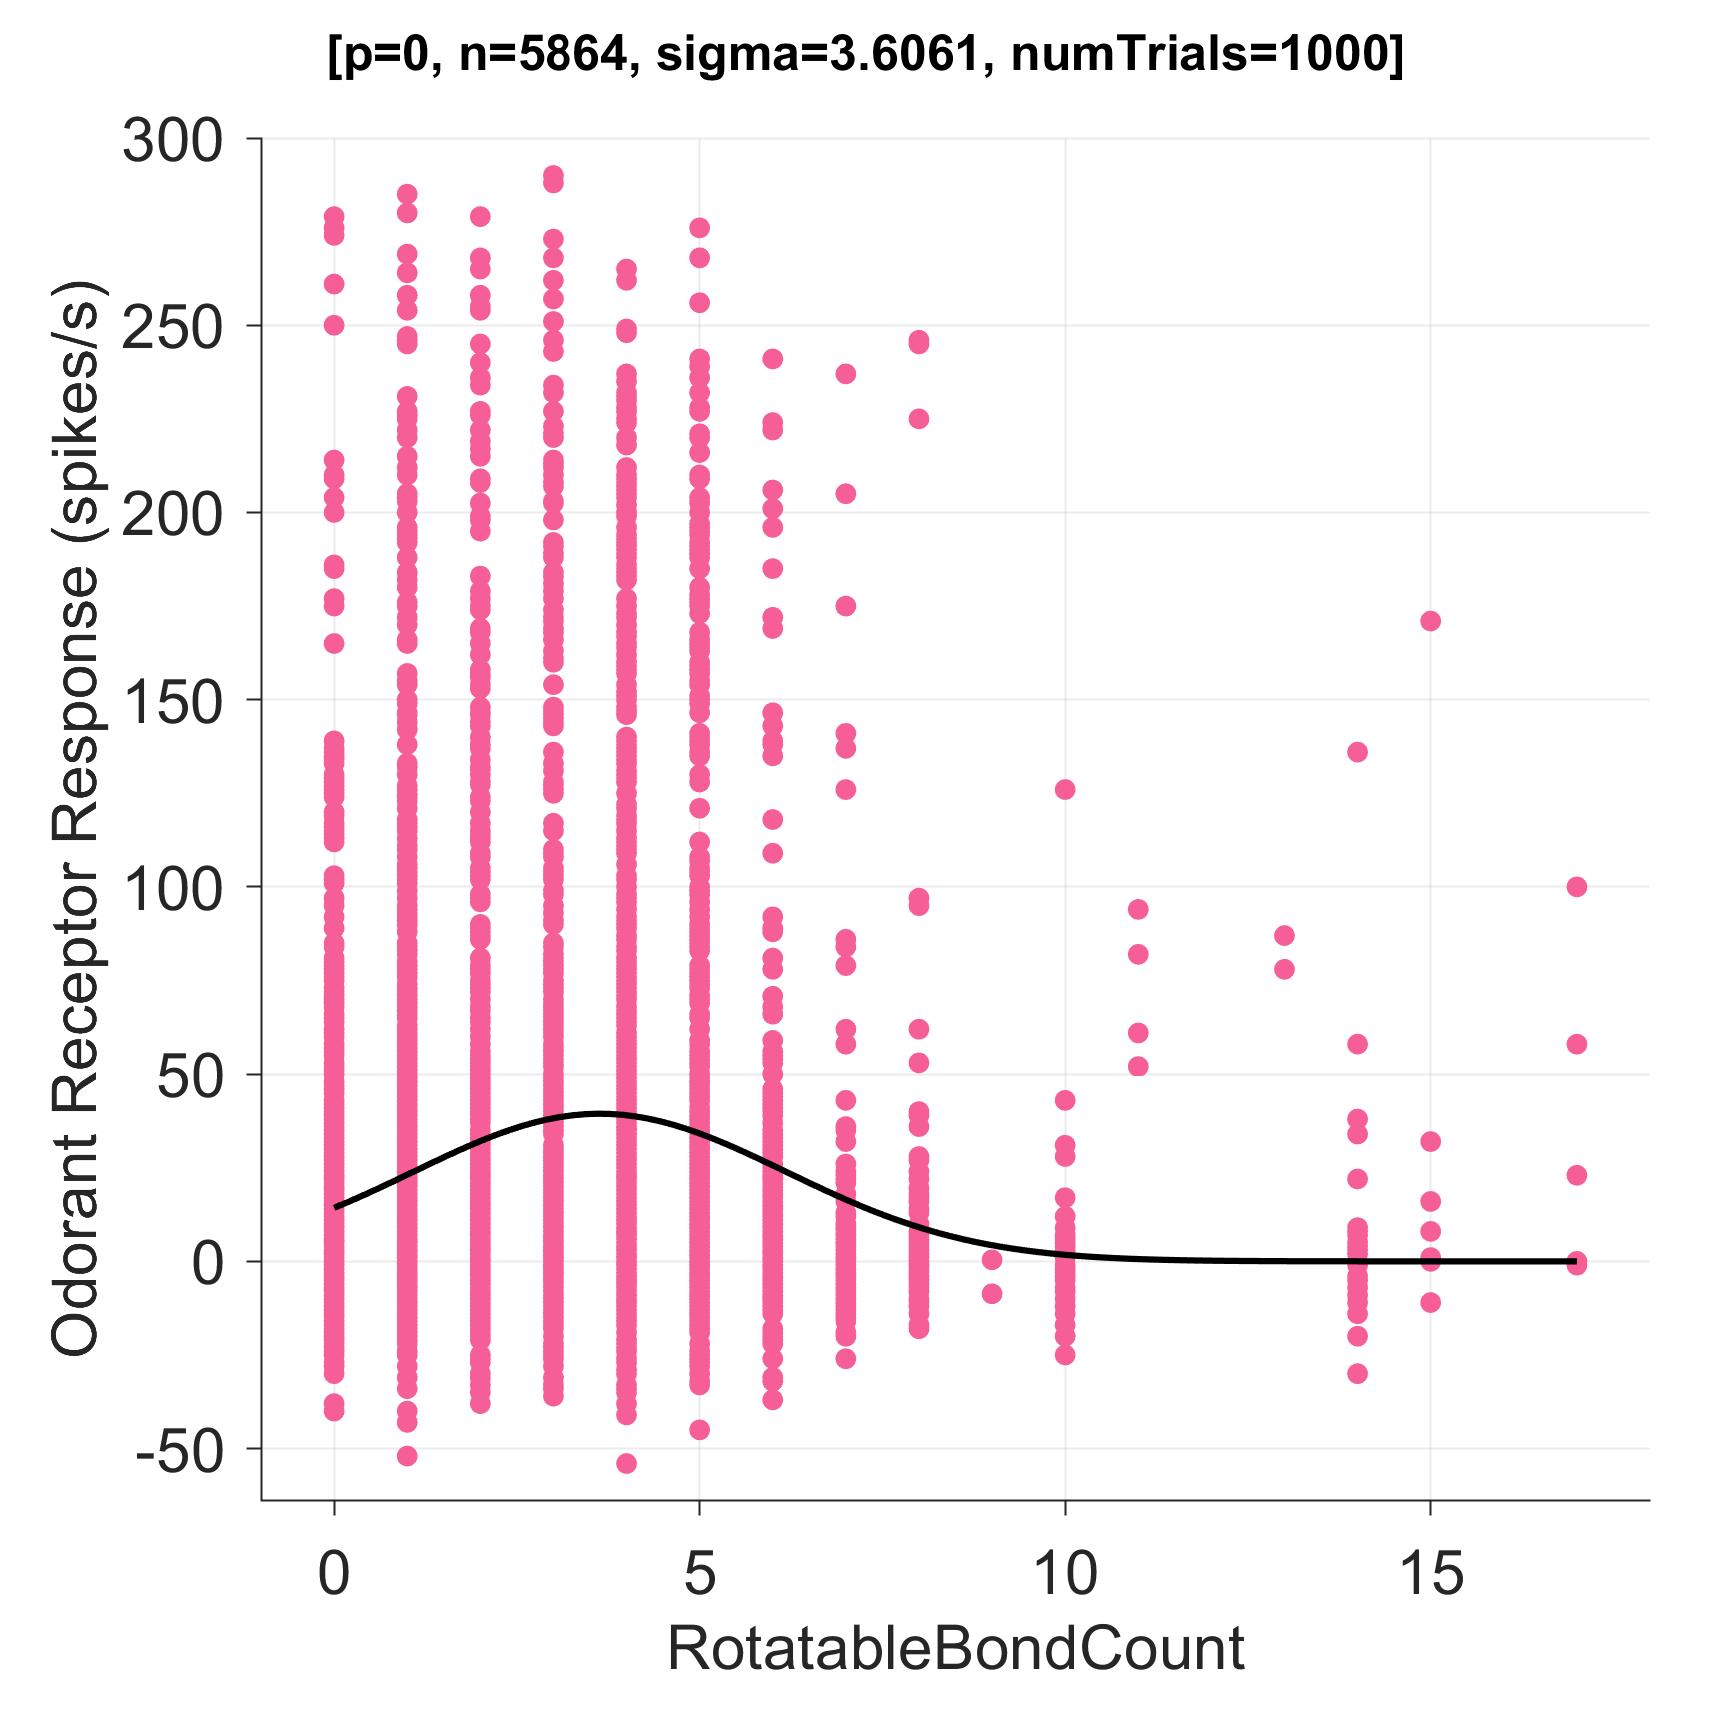 [p=0, n=5864, sigma=3.6061, numTrials=1000]
300
250
200
150
100
50
0
-50
Odorant Receptor Response (spikes/s)
0 5 10 15
RotatableBondCount